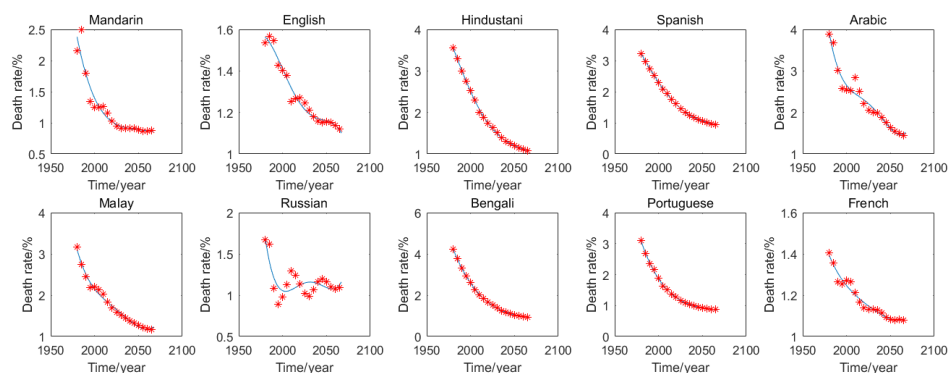 Mandarin
2.5
2
1.5
1
0.5
Death rate/%
1950 2000 2050 2100
Time/year
English
1.6
1.4
1.2
1
Death rate/%
1950 2000 2050 2100
Time/year
Hindustani
4
3
2
1
Death rate/%
1950 2000 2050 2100
Time/year
Spanish
4
3
2
1
0
Death rate/%
1950 2000 2050 2100
Time/year
Arabic
4
3
2
1
Death rate/%
1950 2000 2050 2100
Time/year
Malay
4
3
2
1
Death rate/%
1950 2000 2050 2100
Time/year
Russian
2
1.5
1
0.5
Death rate/%
1950 2000 2050 2100
Time/year
Bengali
6
4
2
0
Death rate/%
1950 2000 2050 2100
Time/year
Portuguese
4
3
2
1
0
Death rate/%
1950 2000 2050 2100
Time/year
French
1.6
1.4
1.2
1
Death rate/%
1950 2000 2050 2100
Time/year